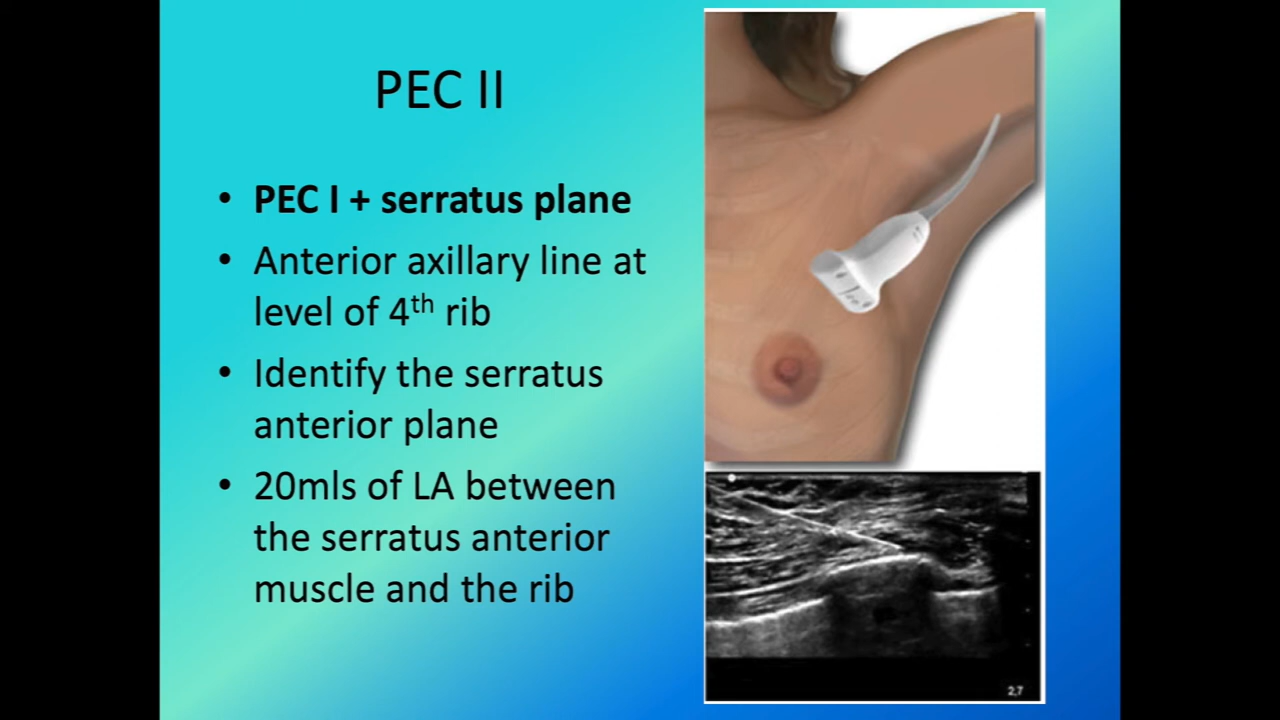 PEC II
• PEC I + serratus plane
• Anterior axillary line at
level of 4th rib
• Identify the serratus
anterior plane
• 20mls of LA between
the serratus anterior
muscle and the rib
2,7